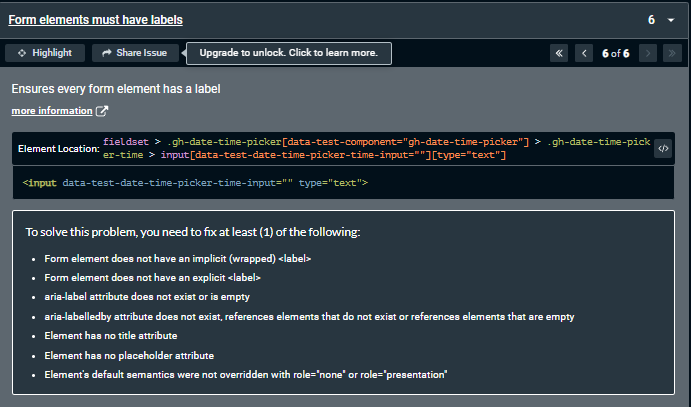 Form elements must have labels 6
Highlight Share Issue Upgrade to unlock. Click to learn more. « < 6 of 6 > »
Ensures every form element has a label
more information
Element Location: fieldset > .gh-date-time-picker[data-test-component="gh-date-time-picker"] > .gh-date-time-pick
er-time > input[data-test-date-time-picker-time-input=""][type="text"]
</>
<input data-test-date-time-picker-time-input="" type="text">
To solve this problem, you need to fix at least (1) of the following:
• Form element does not have an implicit (wrapped) <label>
• Form element does not have an explicit <label>
• aria-label attribute does not exist or is empty
• aria-labelledby attribute does not exist, references elements that do not exist or references elements that are empty
• Element has no title attribute
• Element has no placeholder attribute
• Element's default semantics were not overridden with role="none" or role="presentation"